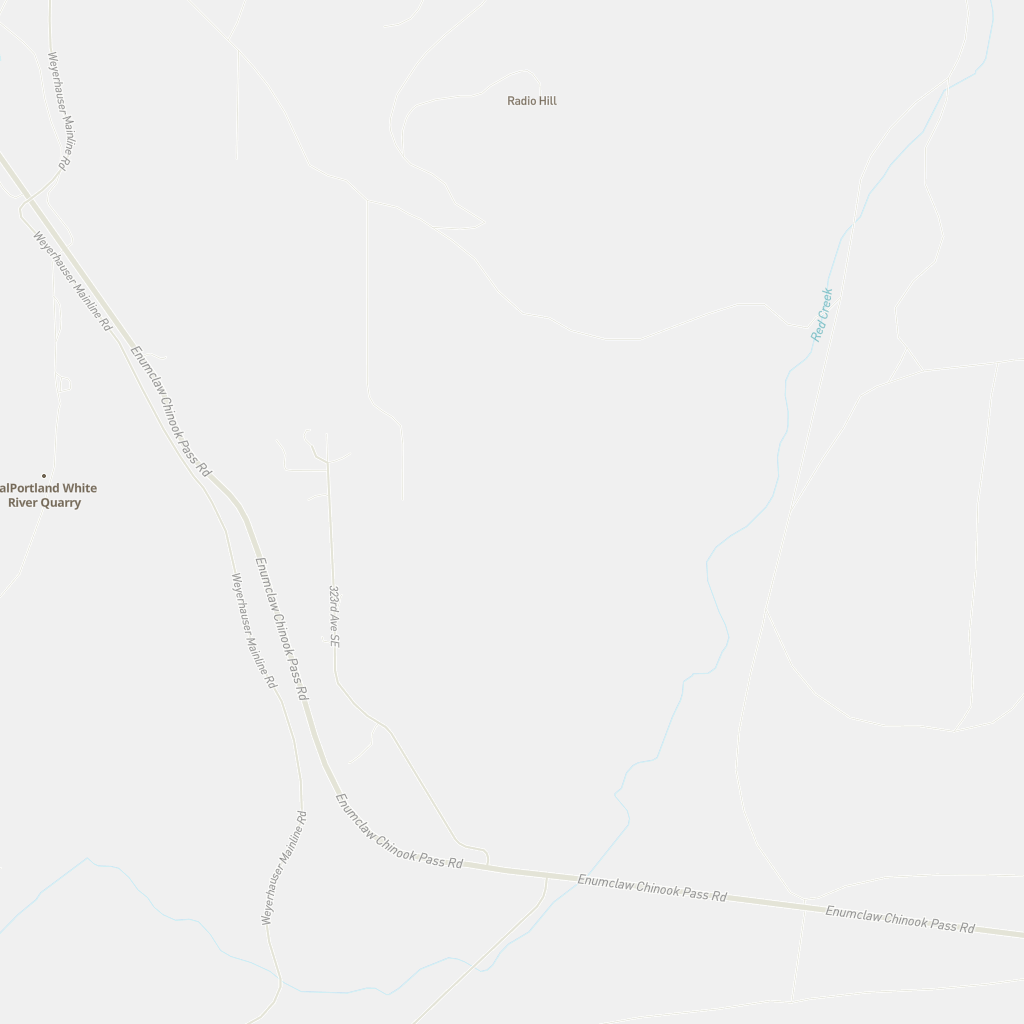 Weyerhauser Mainline Rd
Radio Hill
Weyerhauser Mainline Rd
Red Creek
Enumclaw Chinook Pass Rd
alPortland White
River Quarry
Enumclaw Chinook Pass Rd
Weyerhauser Mainline Rd
323rd Ave SE
Enumclaw Chinook Pass Rd
Weyerhauser Mainline Rd
Enumclaw Chinook Pass Rd
Enumclaw Chinook Pass Rd